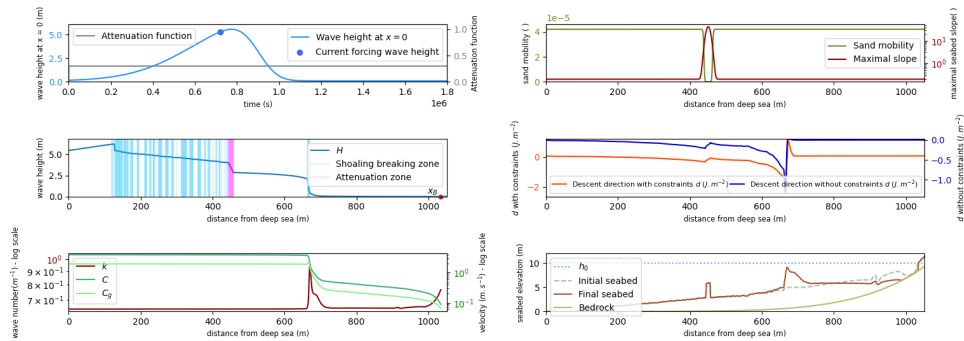 wave height at x = 0 (m)
5.0
2.5
0.0
Attenuation function
Wave height at x = 0
Current forcing wave height
1.0
0.5
0.0
Attenuation function
0.0 0.2 0.4 0.6 0.8 1.0 1.2 1.4 1.6 1.8
time (s)
1e6
1e−5
sand mobility ( )
4
2
0
Sand mobility
Maximal slope
10¹
10⁰
maximal seabed slope( )
0 200 400 600 800 1000
distance from deep sea (m)
wave height (m)
5.0
2.5
0.0
H
Shoaling breaking zone
Attenuation zone
x_B
0 200 400 600 800 1000
distance from deep sea (m)
d with constraints (J.m⁻²)
0
−2
Descent direction with constraints d (J.m⁻²)
Descent direction without constraints d (J.m⁻²)
0.0
−0.5
−1.0
d without constraints (J.m⁻²)
0 200 400 600 800 1000
distance from deep sea (m)
wave number(m⁻¹) - log scale
10⁰
9 × 10⁻¹
8 × 10⁻¹
7 × 10⁻¹
k
C
C_g
10⁰
10⁻¹
velocity (m.s⁻¹) - log scale
0 200 400 600 800 1000
distance from deep sea (m)
seabed elevation (m)
10
5
0
h₀
Initial seabed
Final seabed
Bedrock
0 200 400 600 800 1000
distance from deep sea (m)